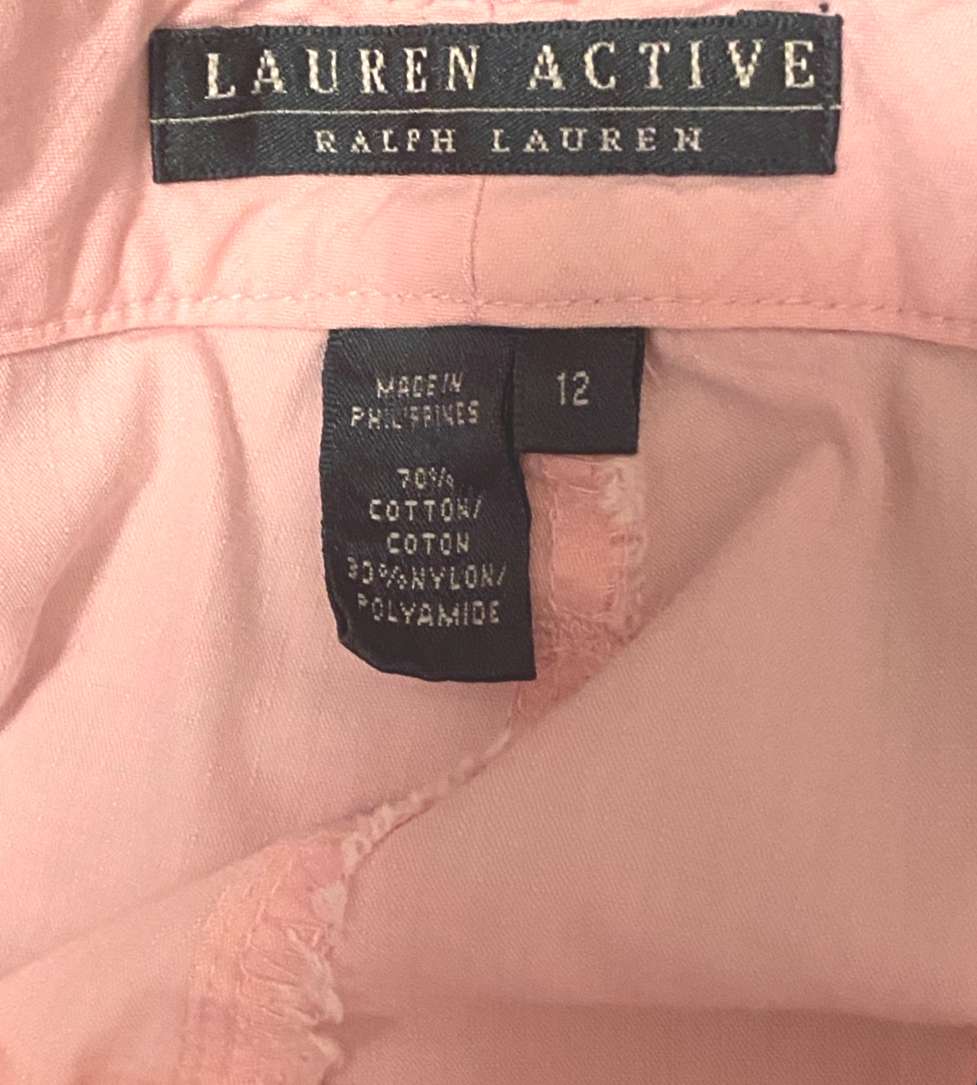 LAUREN ACTIVE
RALPH LAUREN
MADE IN
PHILIPPINES
12
70%
COTTON/
COTON
30% NYLON/
POLYAMIDE